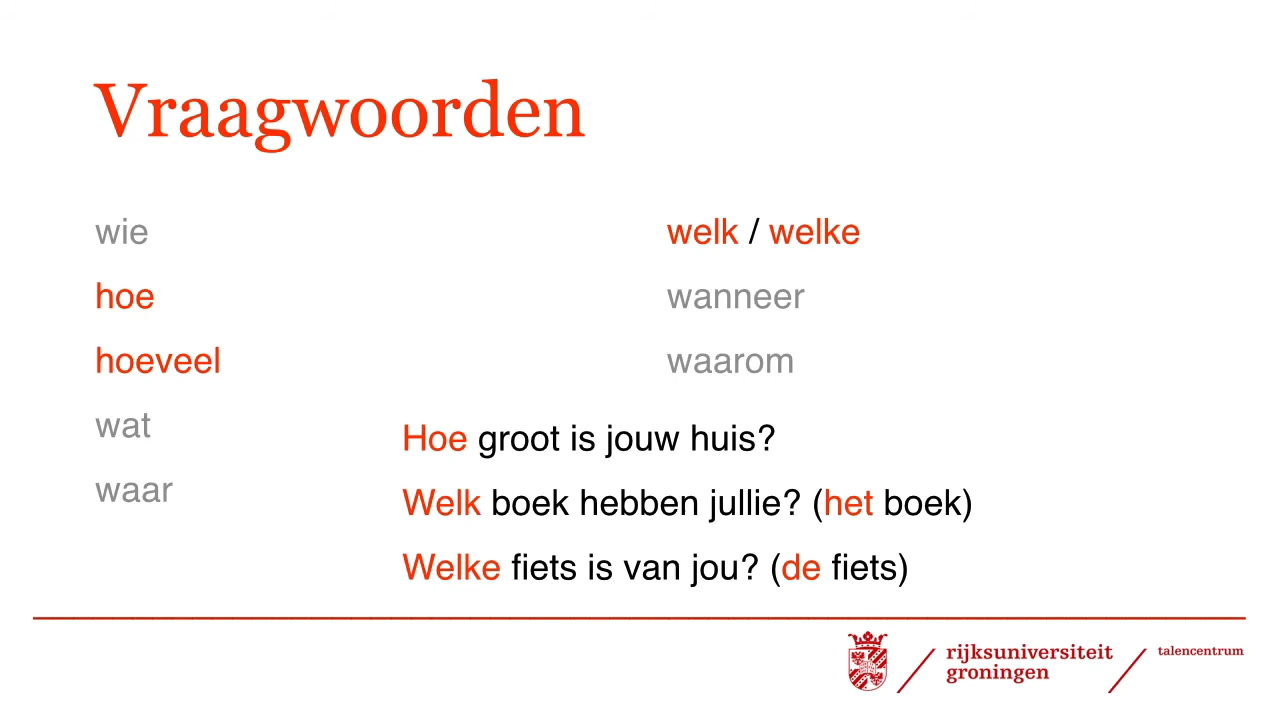 Vraagwoorden
wie
hoe
hoeveel
wat
waar
welk / welke
wanneer
waarom
Hoe groot is jouw huis?
Welk boek hebben jullie? (het boek)
Welke fiets is van jou? (de fiets)
rijksuniversiteit
groningen
talencentrum